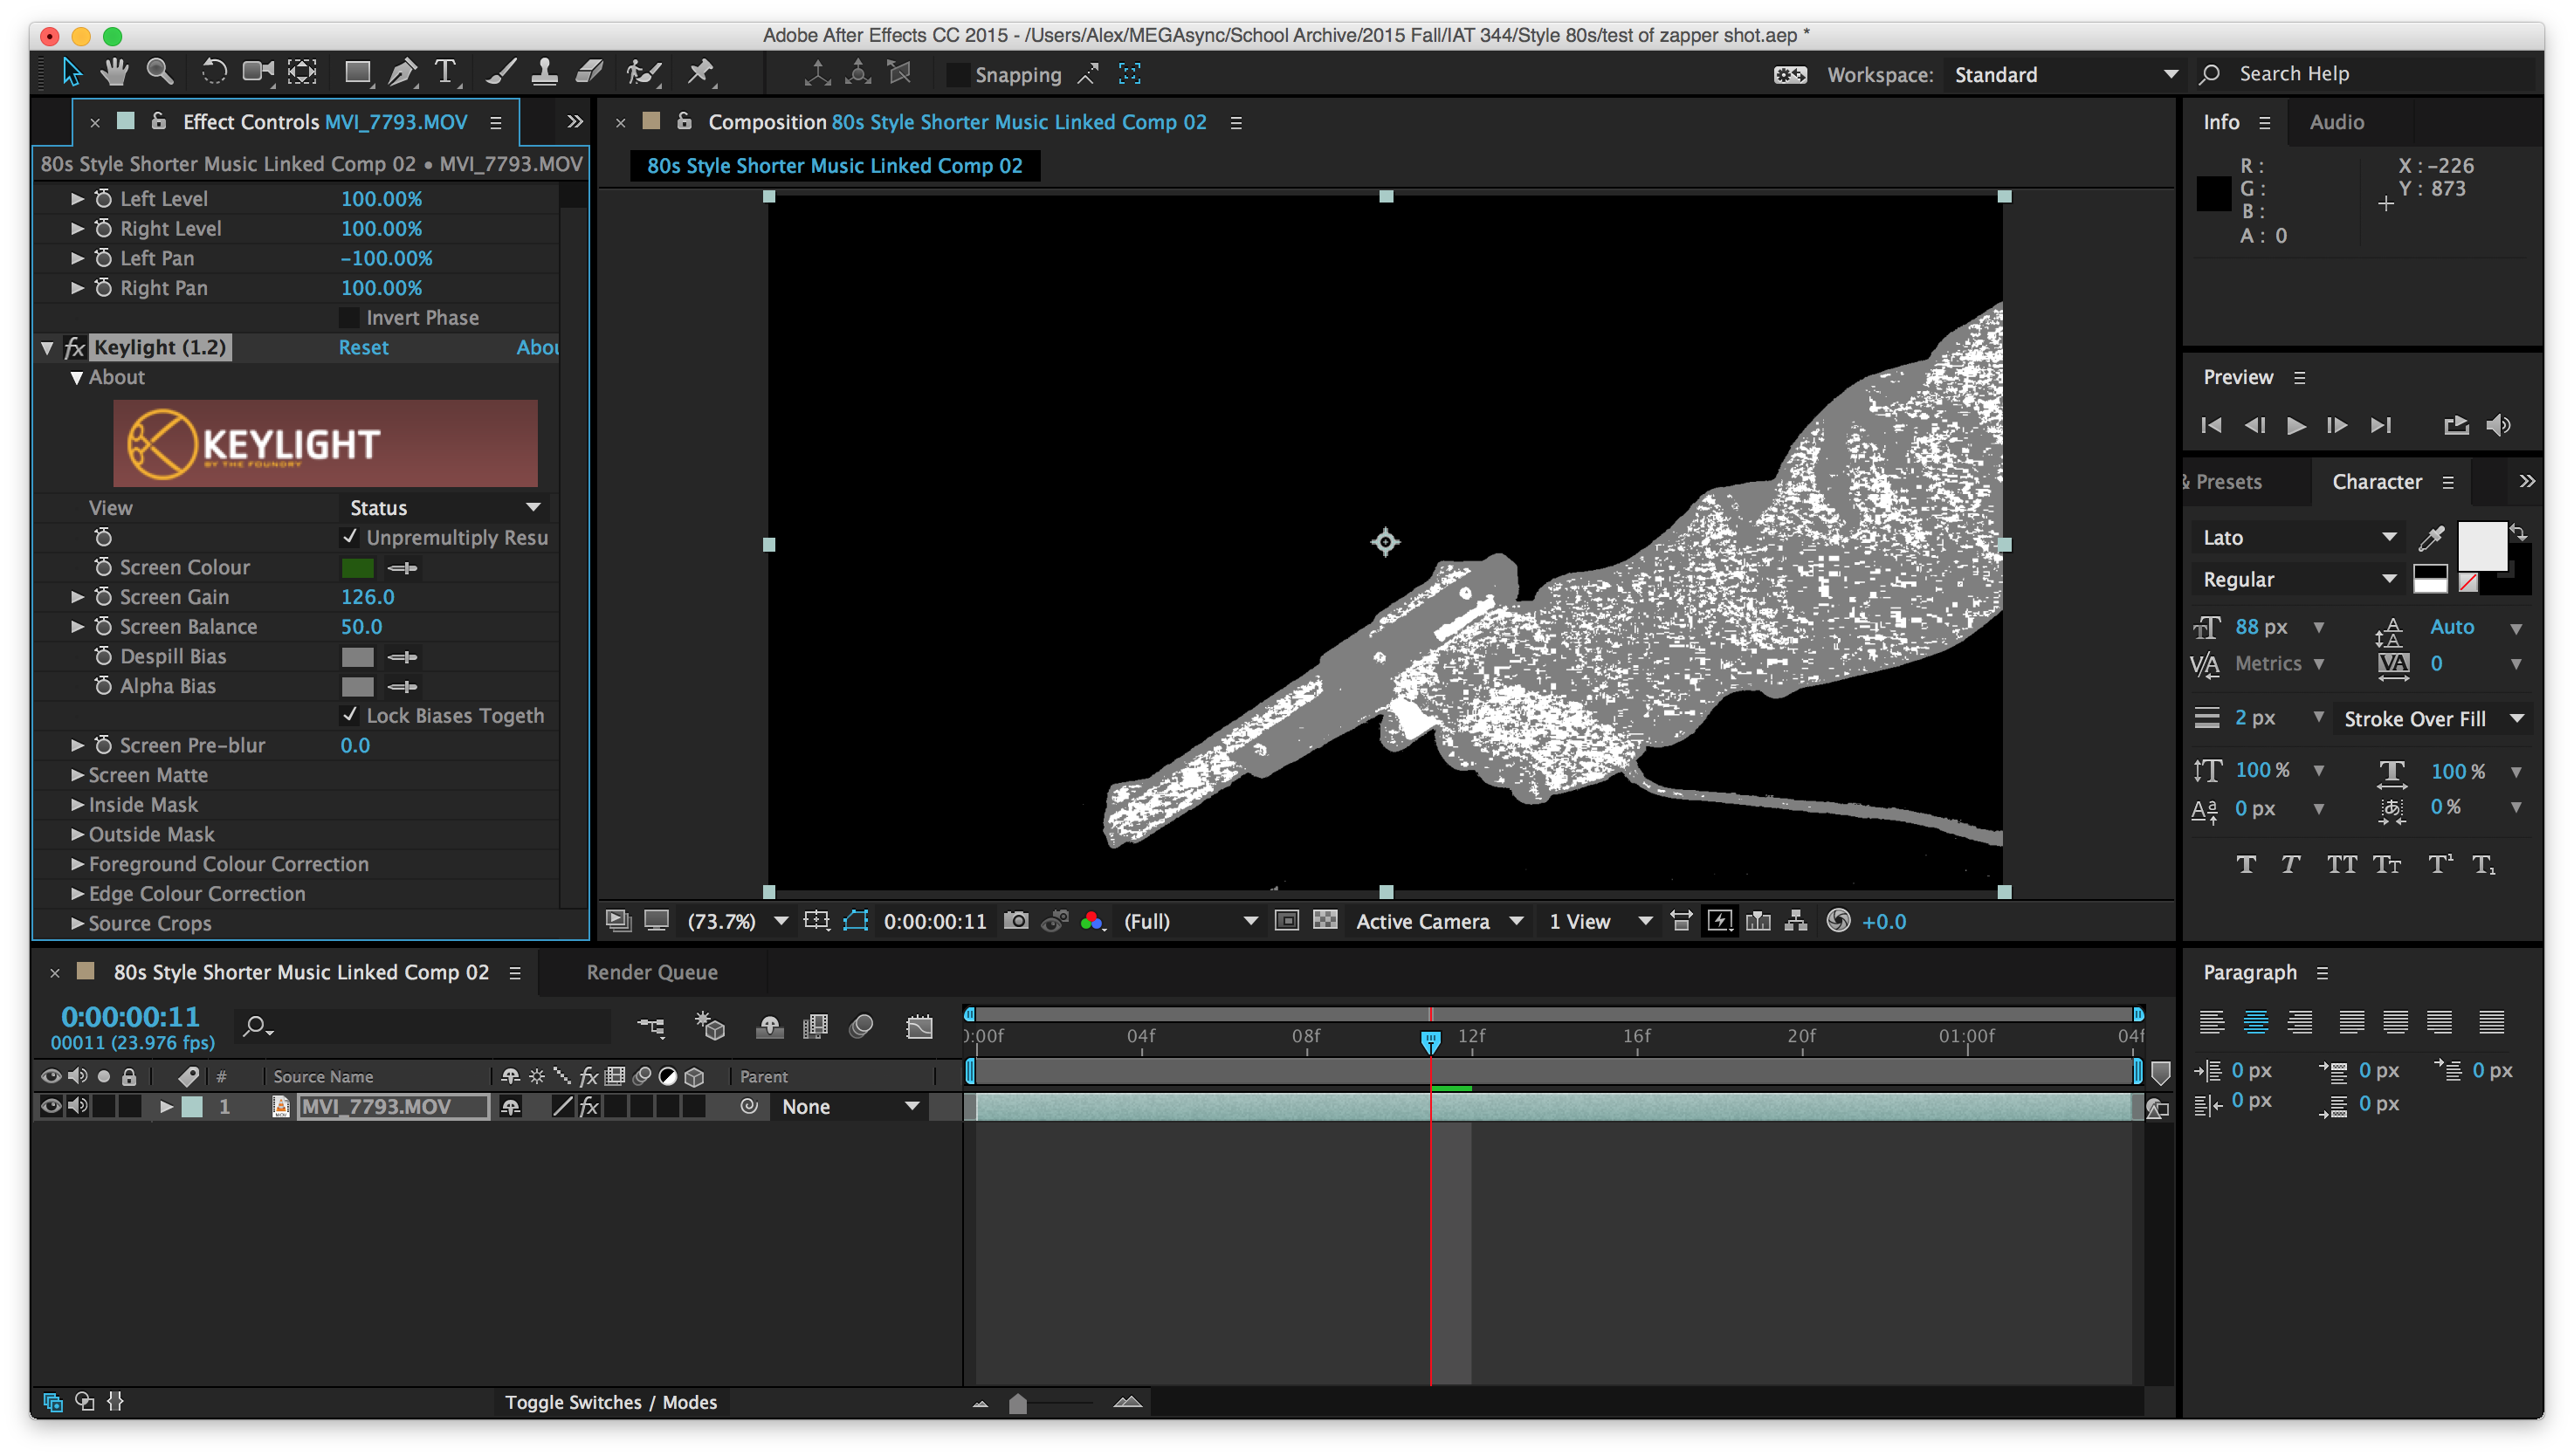 Adobe After Effects CC 2015 - /Users/Alex/MEGAsync/School Archive/2015 Fall/IAT 344/Style 80s/test of zapper shot.aep *
Snapping
Workspace: Standard
Search Help
Effect Controls MVI_7793.MOV
80s Style Shorter Music Linked Comp 02 • MVI_7793.MOV
Left Level 100.00%
Right Level 100.00%
Left Pan -100.00%
Right Pan 100.00%
Invert Phase
fx Keylight (1.2) Reset Abou
About
KEYLIGHT
BY THE FOUNDRY
View Status
Unpremultiply Resu
Screen Colour
Screen Gain 126.0
Screen Balance 50.0
Despill Bias
Alpha Bias
Lock Biases Togeth
Screen Pre-blur 0.0
Screen Matte
Inside Mask
Outside Mask
Foreground Colour Correction
Edge Colour Correction
Source Crops
Composition 80s Style Shorter Music Linked Comp 02
80s Style Shorter Music Linked Comp 02
(73.7%) 0:00:00:11 (Full) Active Camera 1 View +0.0
Info Audio
R :
G :
B :
A : 0
X : -226
Y : 873
Preview
& Presets Character
Lato
Regular
88 px Auto
Metrics 0
2 px Stroke Over Fill
100 % 100 %
0 px 0 %
80s Style Shorter Music Linked Comp 02 Render Queue
0:00:00:11
00011 (23.976 fps)
0:00f 04f 08f 12f 16f 20f 01:00f 04f
# Source Name fx Parent
1 MVI_7793.MOV fx None
Toggle Switches / Modes
Paragraph
0 px 0 px 0 px
0 px 0 px